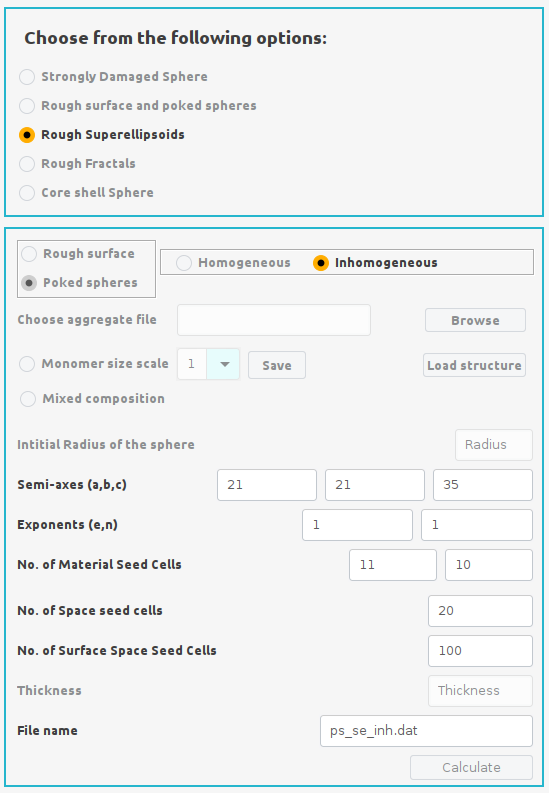 Choose from the following options:
Strongly Damaged Sphere
Rough surface and poked spheres
Rough Superellipsoids
Rough Fractals
Core shell Sphere
Rough surface
Poked spheres
Homogeneous Inhomogeneous
Choose aggregate file Browse
Monomer size scale 1 Save Load structure
Mixed composition
Intitial Radius of the sphere Radius
Semi-axes (a,b,c) 21 21 35
Exponents (e,n) 1 1
No. of Material Seed Cells 11 10
No. of Space seed cells 20
No. of Surface Space Seed Cells 100
Thickness Thickness
File name ps_se_inh.dat
Calculate